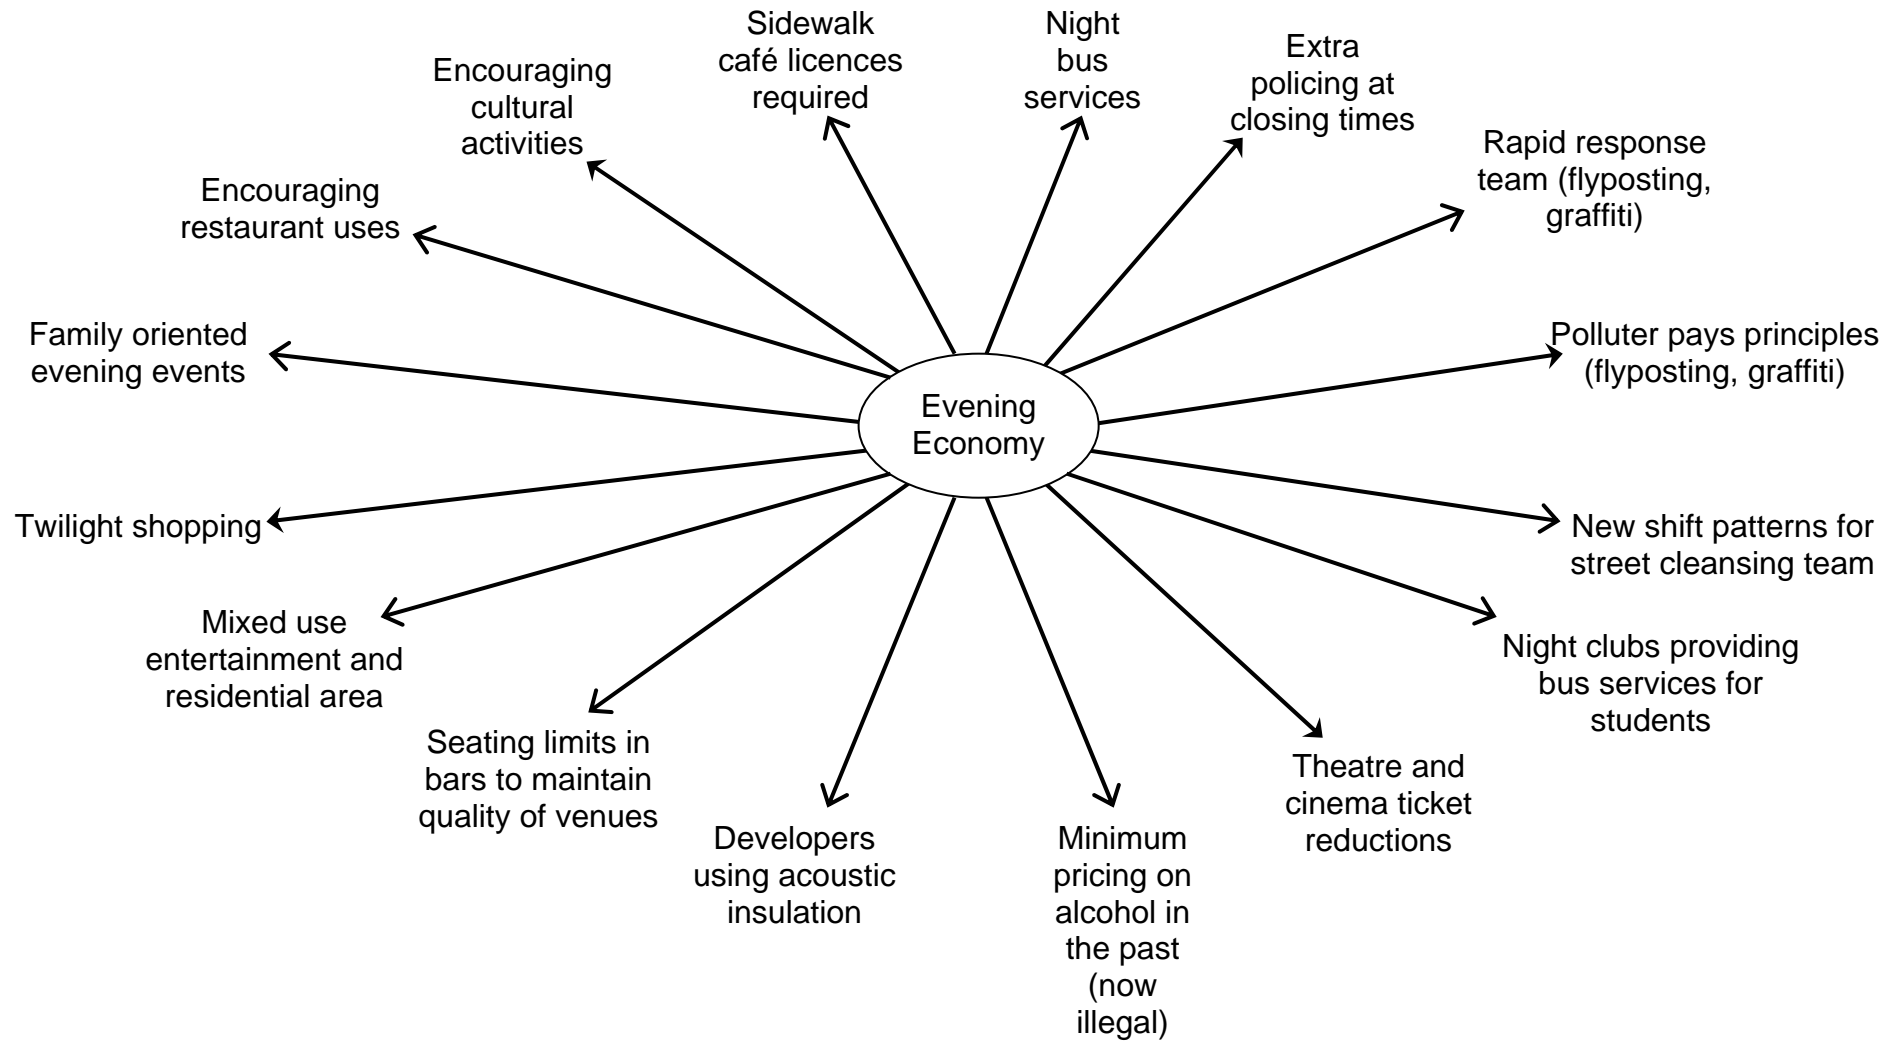 Sidewalk
café licences
required
Night
bus
services
Extra
policing at
closing times
Encouraging
cultural
activities
Rapid response
team (flyposting,
graffiti)
Encouraging
restaurant uses
Family oriented
evening events
Polluter pays principles
(flyposting, graffiti)
Evening
Economy
Twilight shopping
New shift patterns for
street cleansing team
Mixed use
entertainment and
residential area
Night clubs providing
bus services for
students
Seating limits in
bars to maintain
quality of venues
Theatre and
cinema ticket
reductions
Developers
using acoustic
insulation
Minimum
pricing on
alcohol in
the past
(now
illegal)